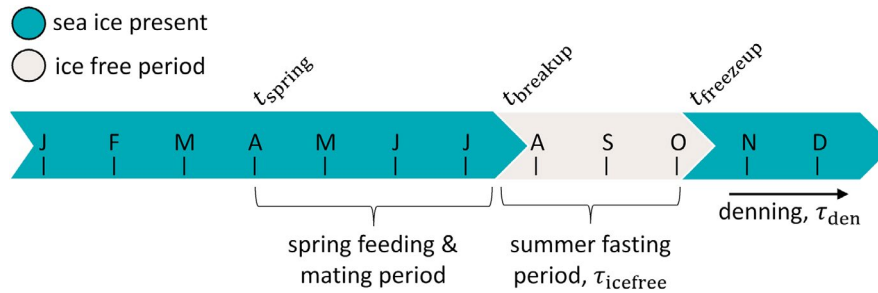 sea ice present
ice free period
t_spring
t_breakup
t_freezeup
J F M A M J J A S O N D
spring feeding &
mating period
summer fasting
period, τ_icefree
denning, τ_den